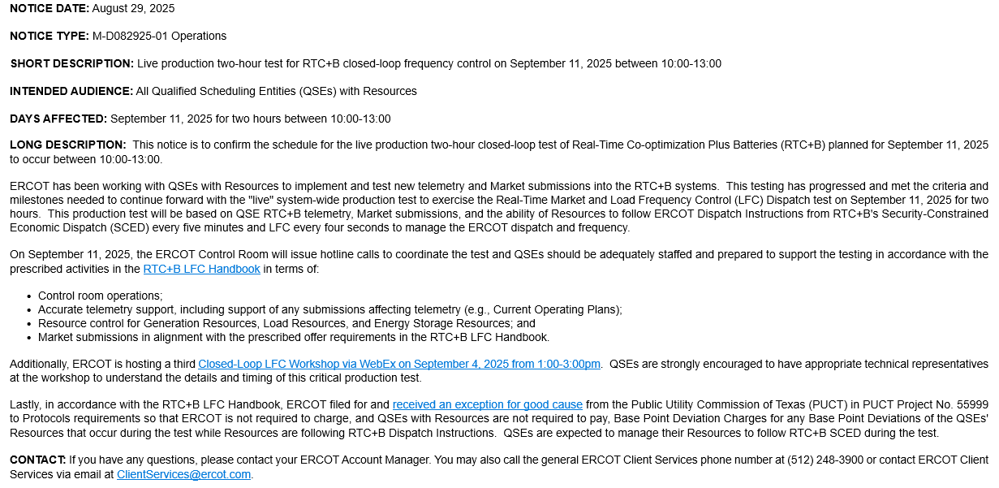 NOTICE DATE: August 29, 2025
NOTICE TYPE: M-D082925-01 Operations
SHORT DESCRIPTION: Live production two-hour test for RTC+B closed-loop frequency control on September 11, 2025 between 10:00-13:00
INTENDED AUDIENCE: All Qualified Scheduling Entities (QSEs) with Resources
DAYS AFFECTED: September 11, 2025 for two hours between 10:00-13:00
LONG DESCRIPTION:  This notice is to confirm the schedule for the live production two-hour closed-loop test of Real-Time Co-optimization Plus Batteries (RTC+B) planned for September 11, 2025
to occur between 10:00-13:00.
ERCOT has been working with QSEs with Resources to implement and test new telemetry and Market submissions into the RTC+B systems.  This testing has progressed and met the criteria and
milestones needed to continue forward with the "live" system-wide production test to exercise the Real-Time Market and Load Frequency Control (LFC) Dispatch test on September 11, 2025 for two
hours.  This production test will be based on QSE RTC+B telemetry, Market submissions, and the ability of Resources to follow ERCOT Dispatch Instructions from RTC+B's Security-Constrained
Economic Dispatch (SCED) every five minutes and LFC every four seconds to manage the ERCOT dispatch and frequency.
On September 11, 2025, the ERCOT Control Room will issue hotline calls to coordinate the test and QSEs should be adequately staffed and prepared to support the testing in accordance with the
prescribed activities in the RTC+B LFC Handbook in terms of:
• Control room operations;
• Accurate telemetry support, including support of any submissions affecting telemetry (e.g., Current Operating Plans);
• Resource control for Generation Resources, Load Resources, and Energy Storage Resources; and
• Market submissions in alignment with the prescribed offer requirements in the RTC+B LFC Handbook.
Additionally, ERCOT is hosting a third Closed-Loop LFC Workshop via WebEx on September 4, 2025 from 1:00-3:00pm.  QSEs are strongly encouraged to have appropriate technical representatives
at the workshop to understand the details and timing of this critical production test.
Lastly, in accordance with the RTC+B LFC Handbook, ERCOT filed for and received an exception for good cause from the Public Utility Commission of Texas (PUCT) in PUCT Project No. 55999
to Protocols requirements so that ERCOT is not required to charge, and QSEs with Resources are not required to pay, Base Point Deviation Charges for any Base Point Deviations of the QSEs'
Resources that occur during the test while Resources are following RTC+B Dispatch Instructions.  QSEs are expected to manage their Resources to follow RTC+B SCED during the test.
CONTACT: If you have any questions, please contact your ERCOT Account Manager. You may also call the general ERCOT Client Services phone number at (512) 248-3900 or contact ERCOT Client
Services via email at ClientServices@ercot.com.